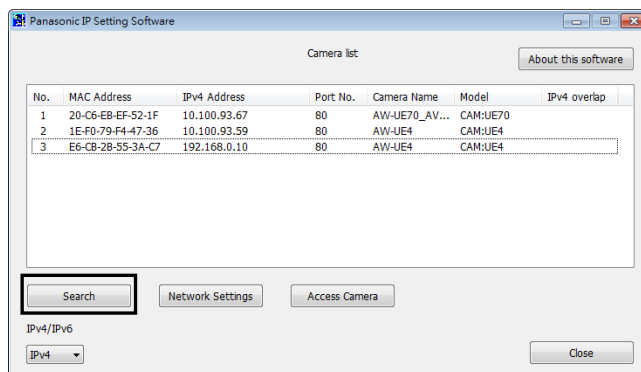 Panasonic IP Setting Software
Camera list
About this software
No. MAC Address IPv4 Address Port No. Camera Name Model IPv4 overlap
1 20-C6-EB-EF-52-1F 10.100.93.67 80 AW-UE70_AV... CAM:UE70
2 1E-F0-79-F4-47-36 10.100.93.59 80 AW-UE4 CAM:UE4
3 E6-CB-2B-55-3A-C7 192.168.0.10 80 AW-UE4 CAM:UE4
Search Network Settings Access Camera
IPv4/IPv6
IPv4 Close